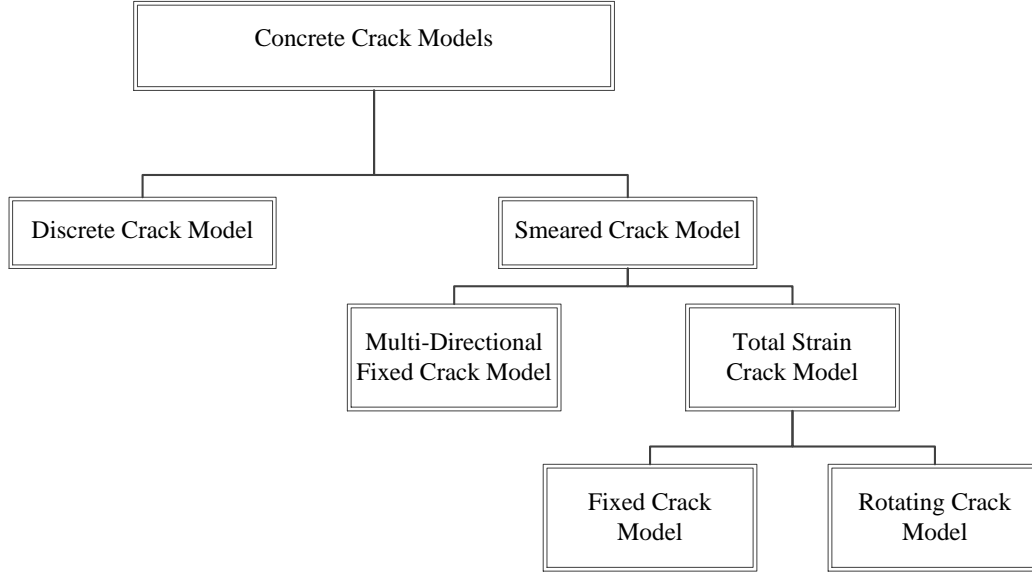 Concrete Crack Models
Discrete Crack Model
Smeared Crack Model
Multi-Directional
Fixed Crack Model
Total Strain
Crack Model
Fixed Crack
Model
Rotating Crack
Model